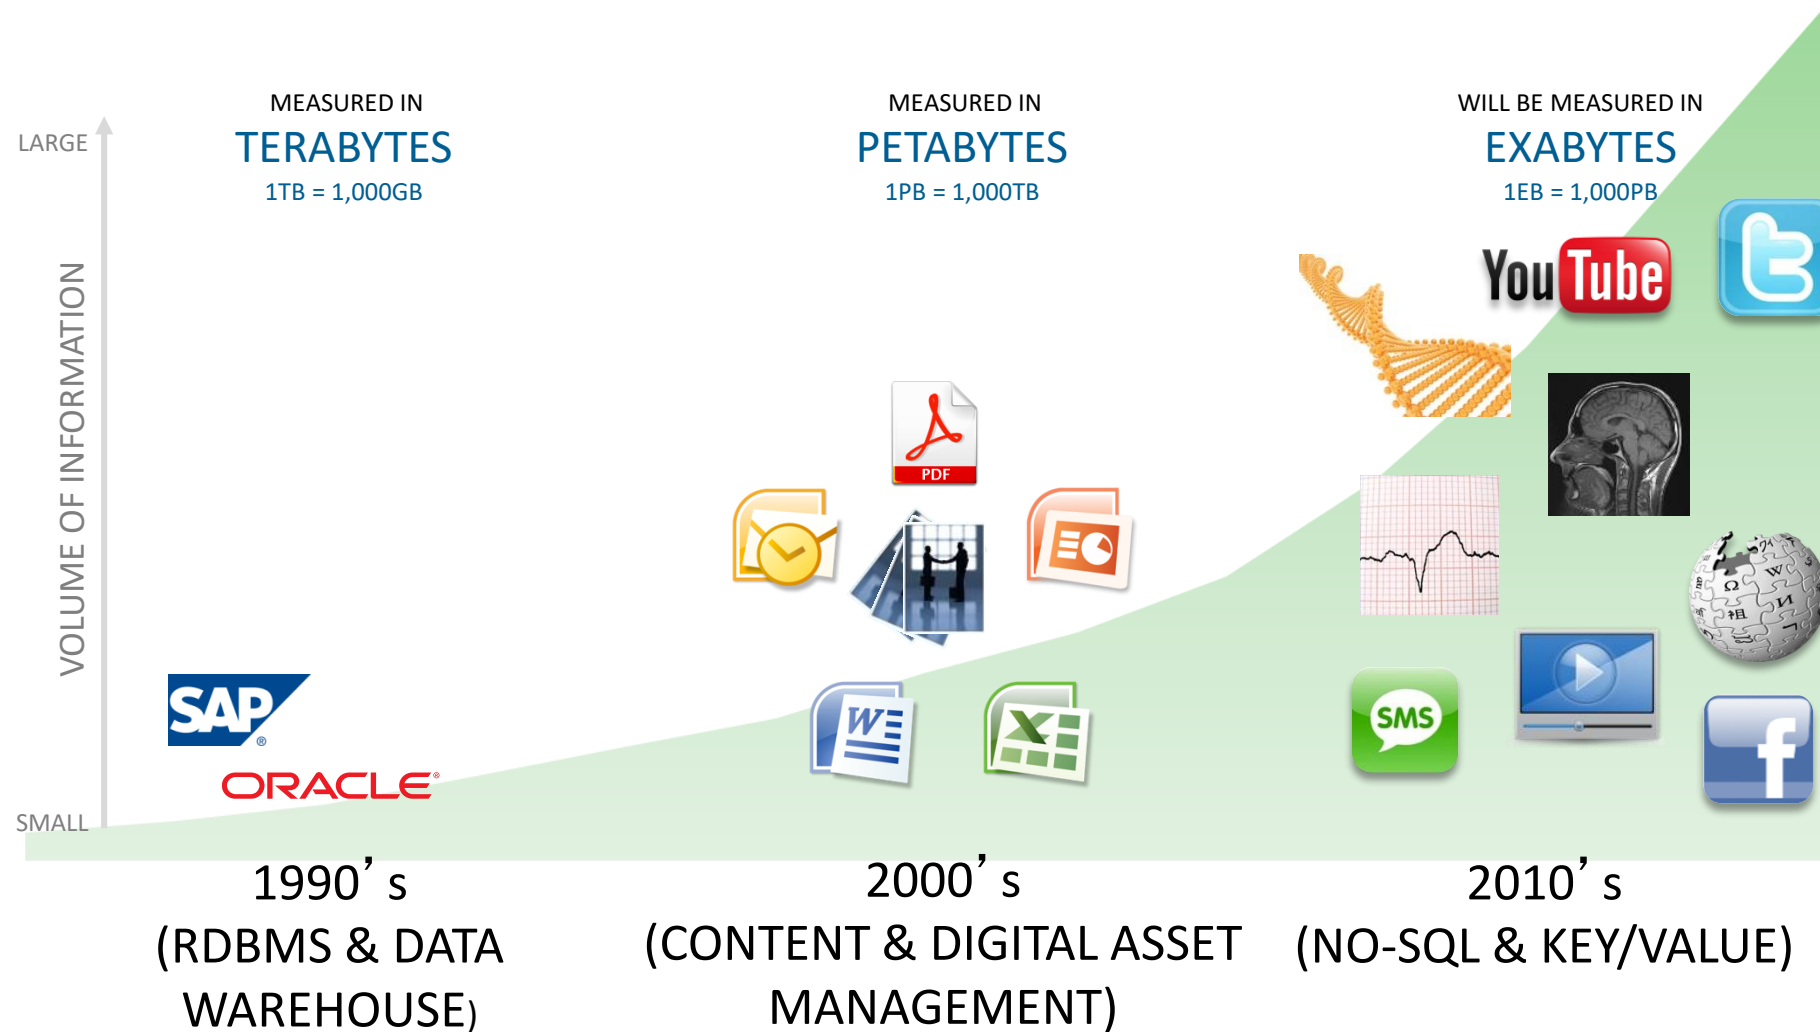 MEASURED IN
TERABYTES
1TB = 1,000GB
MEASURED IN
PETABYTES
1PB = 1,000TB
WILL BE MEASURED IN
EXABYTES
1EB = 1,000PB
LARGE
VOLUME OF INFORMATION
SMALL
SAP®
ORACLE®
PDF
W
X
You Tube
SMS
Ω
W
祖
И
f
1990’s
(RDBMS & DATA
WAREHOUSE)
2000’s
(CONTENT & DIGITAL ASSET
MANAGEMENT)
2010’s
(NO-SQL & KEY/VALUE)